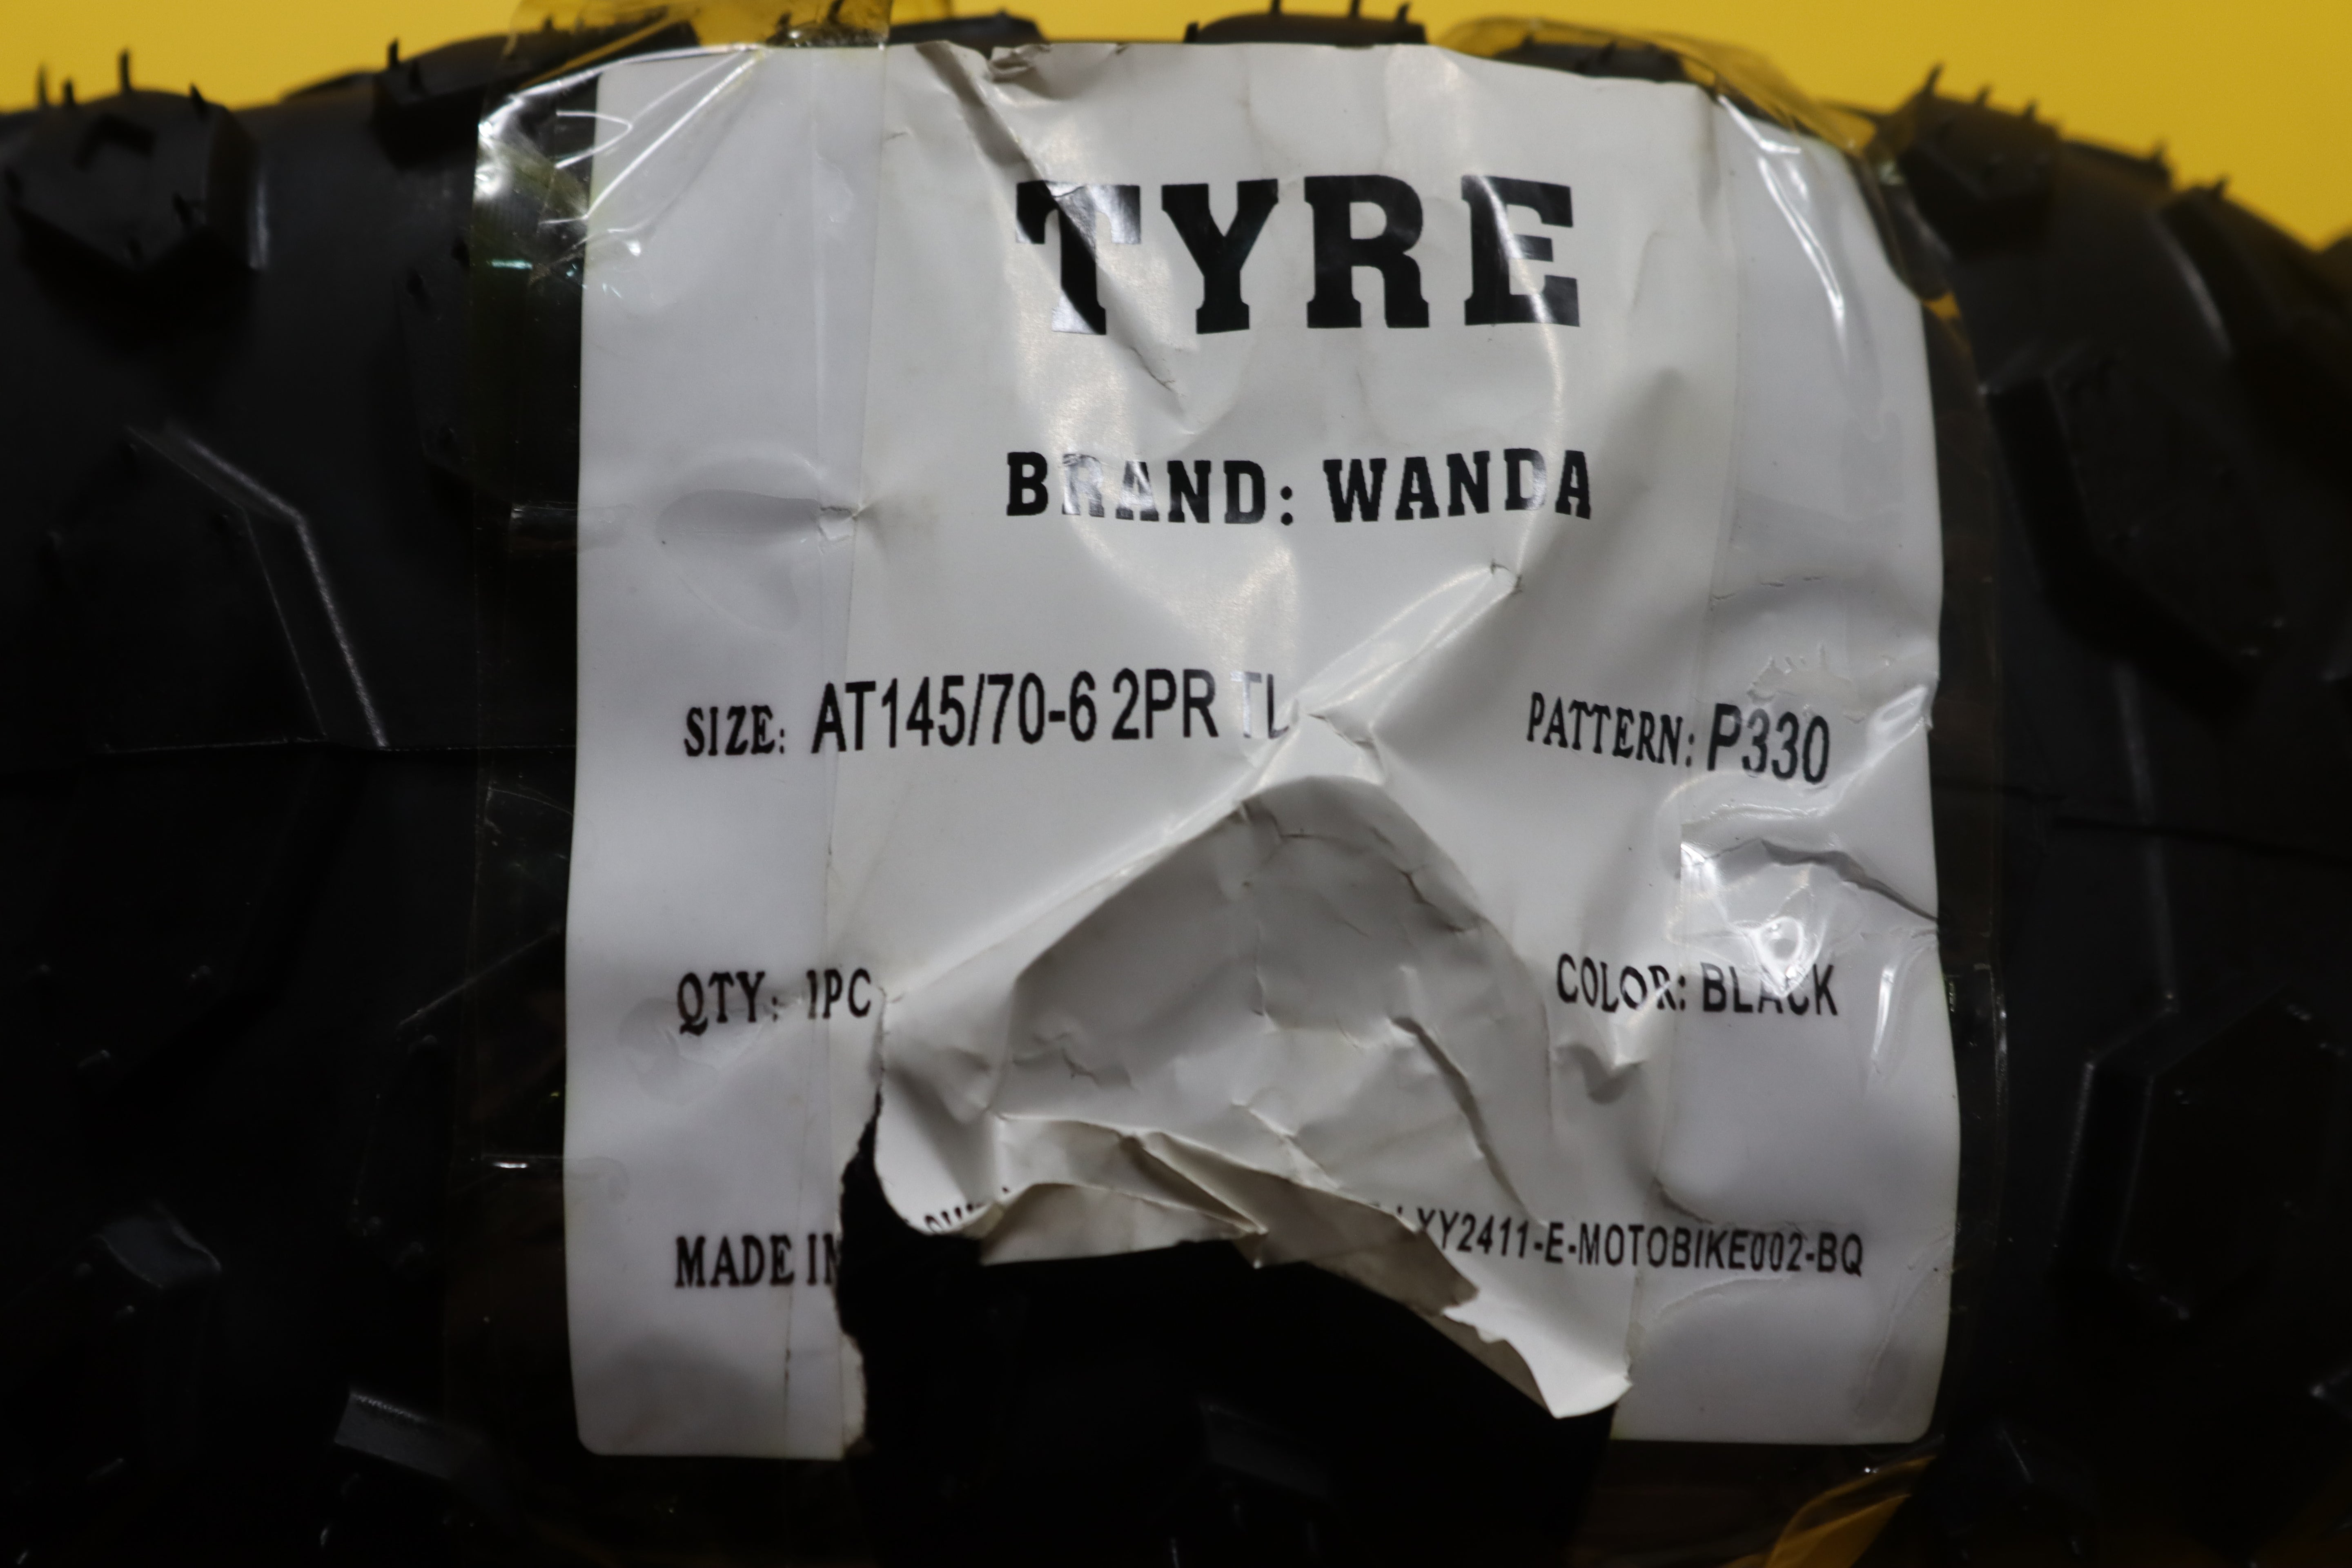 TYRE
BRAND: WANDA
SIZE: AT145/70-6 2PR TL
PATTERN: P330
QTY: 1PC
COLOR: BLACK
MADE IN
XY2411-E-MOTOBIKE002-BQ